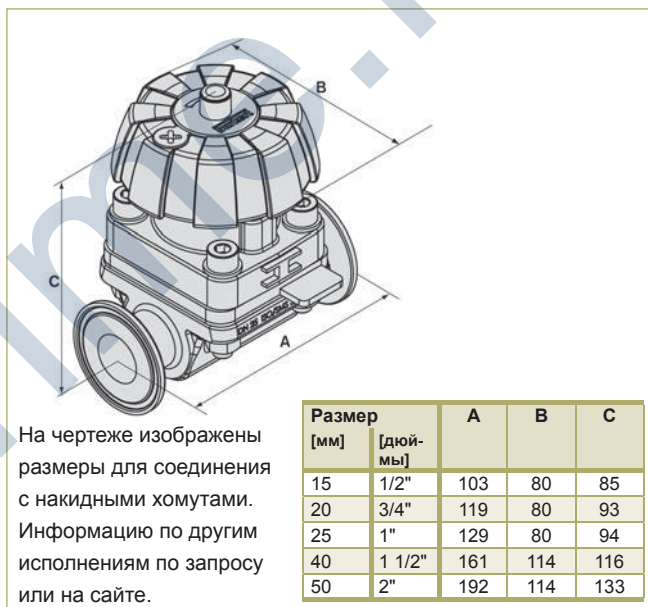 B
C
A
DN 25
На чертеже изображены
размеры для соединения
с накидными хомутами.
Информацию по другим
исполнениям по запросу
или на сайте.
Размер A B C
[мм] [дюй-
мы]
15 1/2" 103 80 85
20 3/4" 119 80 93
25 1" 129 80 94
40 1 1/2" 161 114 116
50 2" 192 114 133